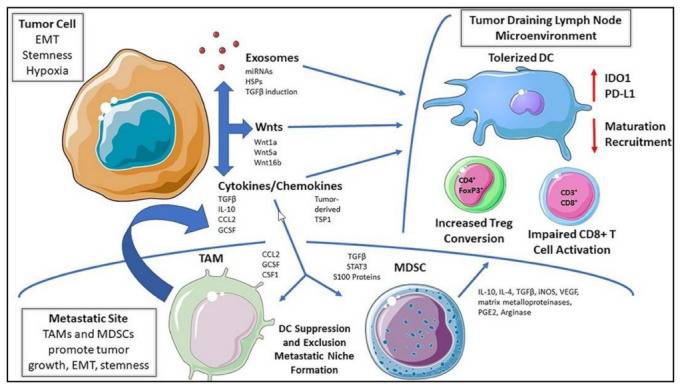 Tumor Cell
EMT
Stemness
Hypoxia
Exosomes
miRNAs
HSPs
TGFβ induction
Wnts
Wnt1a
Wnt5a
Wnt16b
Cytokines/Chemokines
TGFβ
IL-10
CCL2
GCSF
Tumor-
derived
TSP1
Tumor Draining Lymph Node
Microenvironment
Tolerized DC
IDO1
PD-L1
Maturation
Recruitment
CD4⁺
FoxP3⁺
Increased Treg
Conversion
CD3⁺
CD8⁺
Impaired CD8+ T
Cell Activation
TAM
CCL2
GCSF
CSF1
TGFβ
STAT3
S100 Proteins
MDSC
IL-10, IL-4, TGFβ, iNOS, VEGF,
matrix metalloproteinases,
PGE2, Arginase
Metastatic Site
TAMs and MDSCs
promote tumor
growth, EMT, stemness
DC Suppression
and Exclusion
Metastatic Niche
Formation